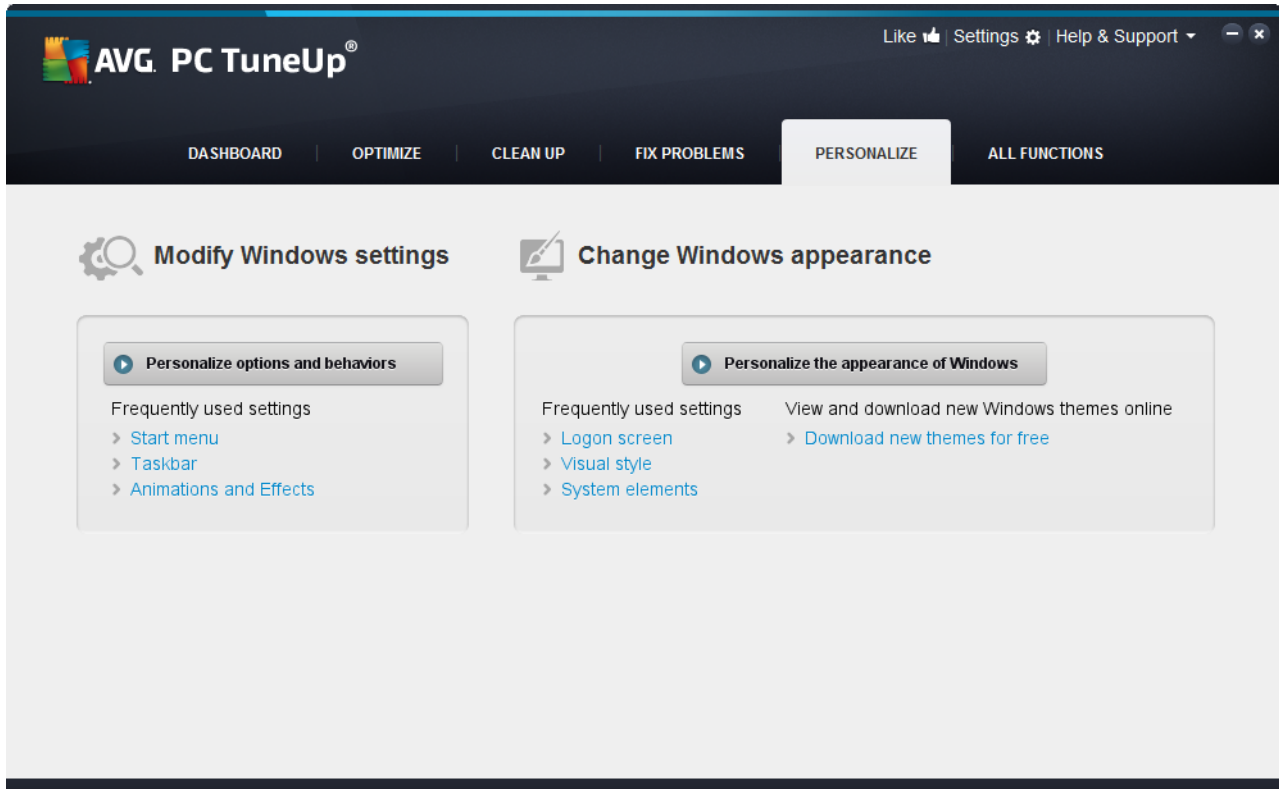 AVG. PC TuneUp®
Like | Settings | Help & Support
DASHBOARD | OPTIMIZE | CLEAN UP | FIX PROBLEMS | PERSONALIZE | ALL FUNCTIONS
Modify Windows settings
Personalize options and behaviors
Frequently used settings
Start menu
Taskbar
Animations and Effects
Change Windows appearance
Personalize the appearance of Windows
Frequently used settings
Logon screen
Visual style
System elements
View and download new Windows themes online
Download new themes for free